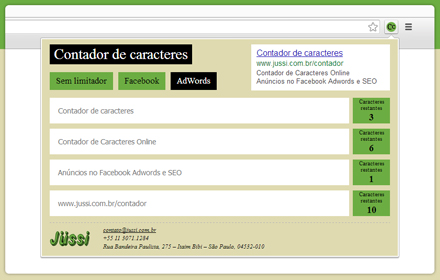 Contador de caracteres
Contador de caracteres
www.jussi.com.br/contador
Contador de Caracteres Online
Anúncios no Facebook Adwords e SEO
Sem limitador
Facebook
AdWords
Contador de caracteres
Caracteres
restantes
3
Contador de Caracteres Online
Caracteres
restantes
6
Anúncios no Facebook Adwords e SEO
Caracteres
restantes
1
www.jussi.com.br/contador
Caracteres
restantes
10
Jüssi
contato@jussi.com.br
+55 11 3071.1284
Rua Bandeira Paulista, 275 – Itaim Bibi – São Paulo, 04532-010